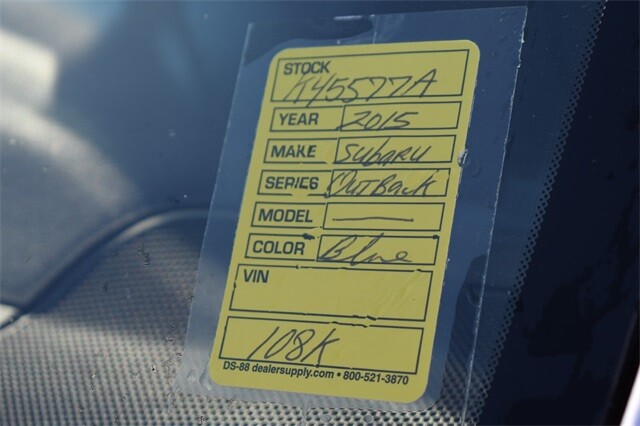 STOCK
K45577A
YEAR 2015
MAKE Subaru
SERIES OutBack
MODEL —
COLOR Blue
VIN
108K
DS-88 dealersupply.com • 800-521-3870